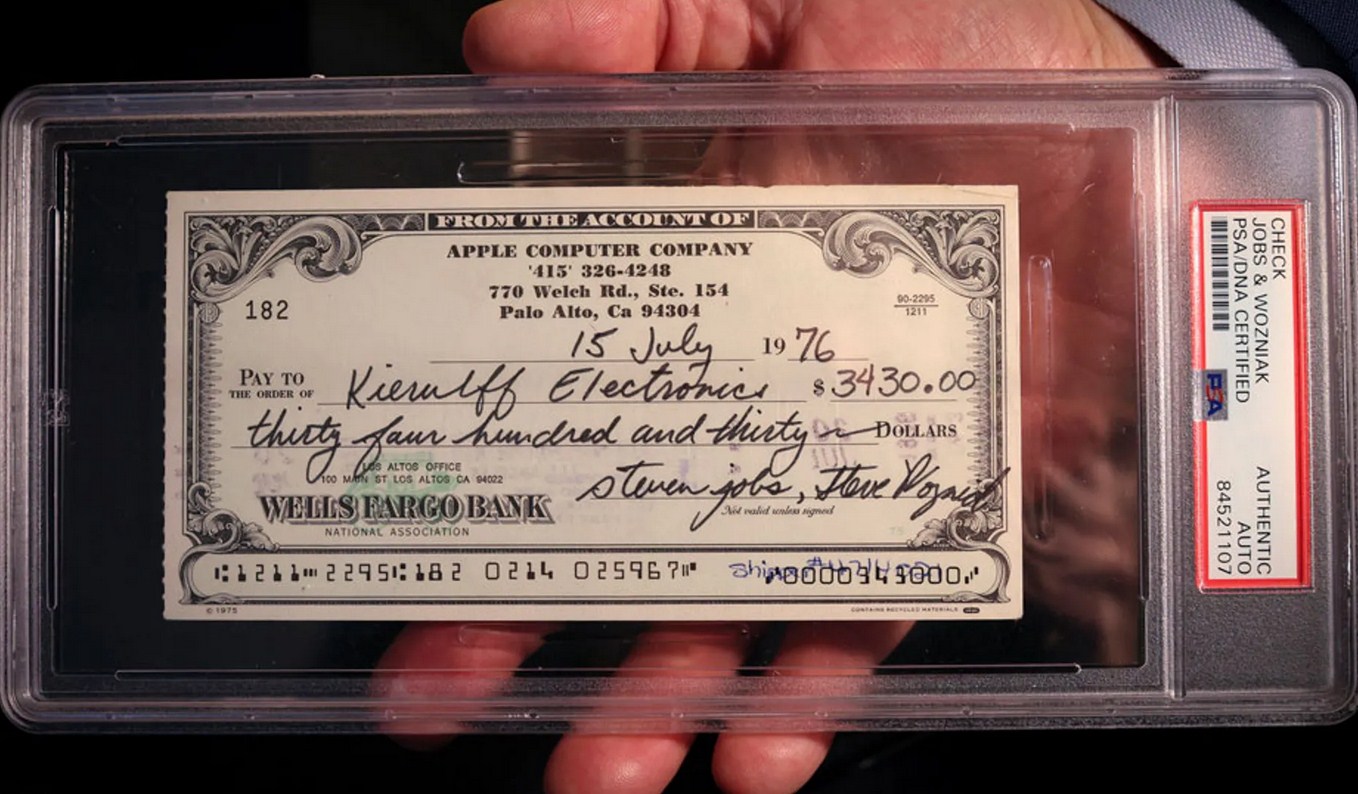 FROM THE ACCOUNT OF
APPLE COMPUTER COMPANY
'415' 326-4248
770 Welch Rd., Ste. 154
Palo Alto, Ca 94304
182
90-2295
1211
15 July 19 76
PAY TO
THE ORDER OF Kierulff Electronics $ 3430.00
thirty four hundred and thirty DOLLARS
LOS ALTOS OFFICE
100 MAIN ST LOS ALTOS CA 94022
WELLS FARGO BANK
NATIONAL ASSOCIATION
steven jobs, Steve Wozniak
Not valid unless signed
⑆1211⑉2295⑆182 0214 025967⑈ ⑇0000343000⑇
© 1975
CONTAINS RECYCLED MATERIALS
CHECK
JOBS & WOZNIAK
PSA/DNA CERTIFIED
PSA
AUTHENTIC
AUTO
84521107